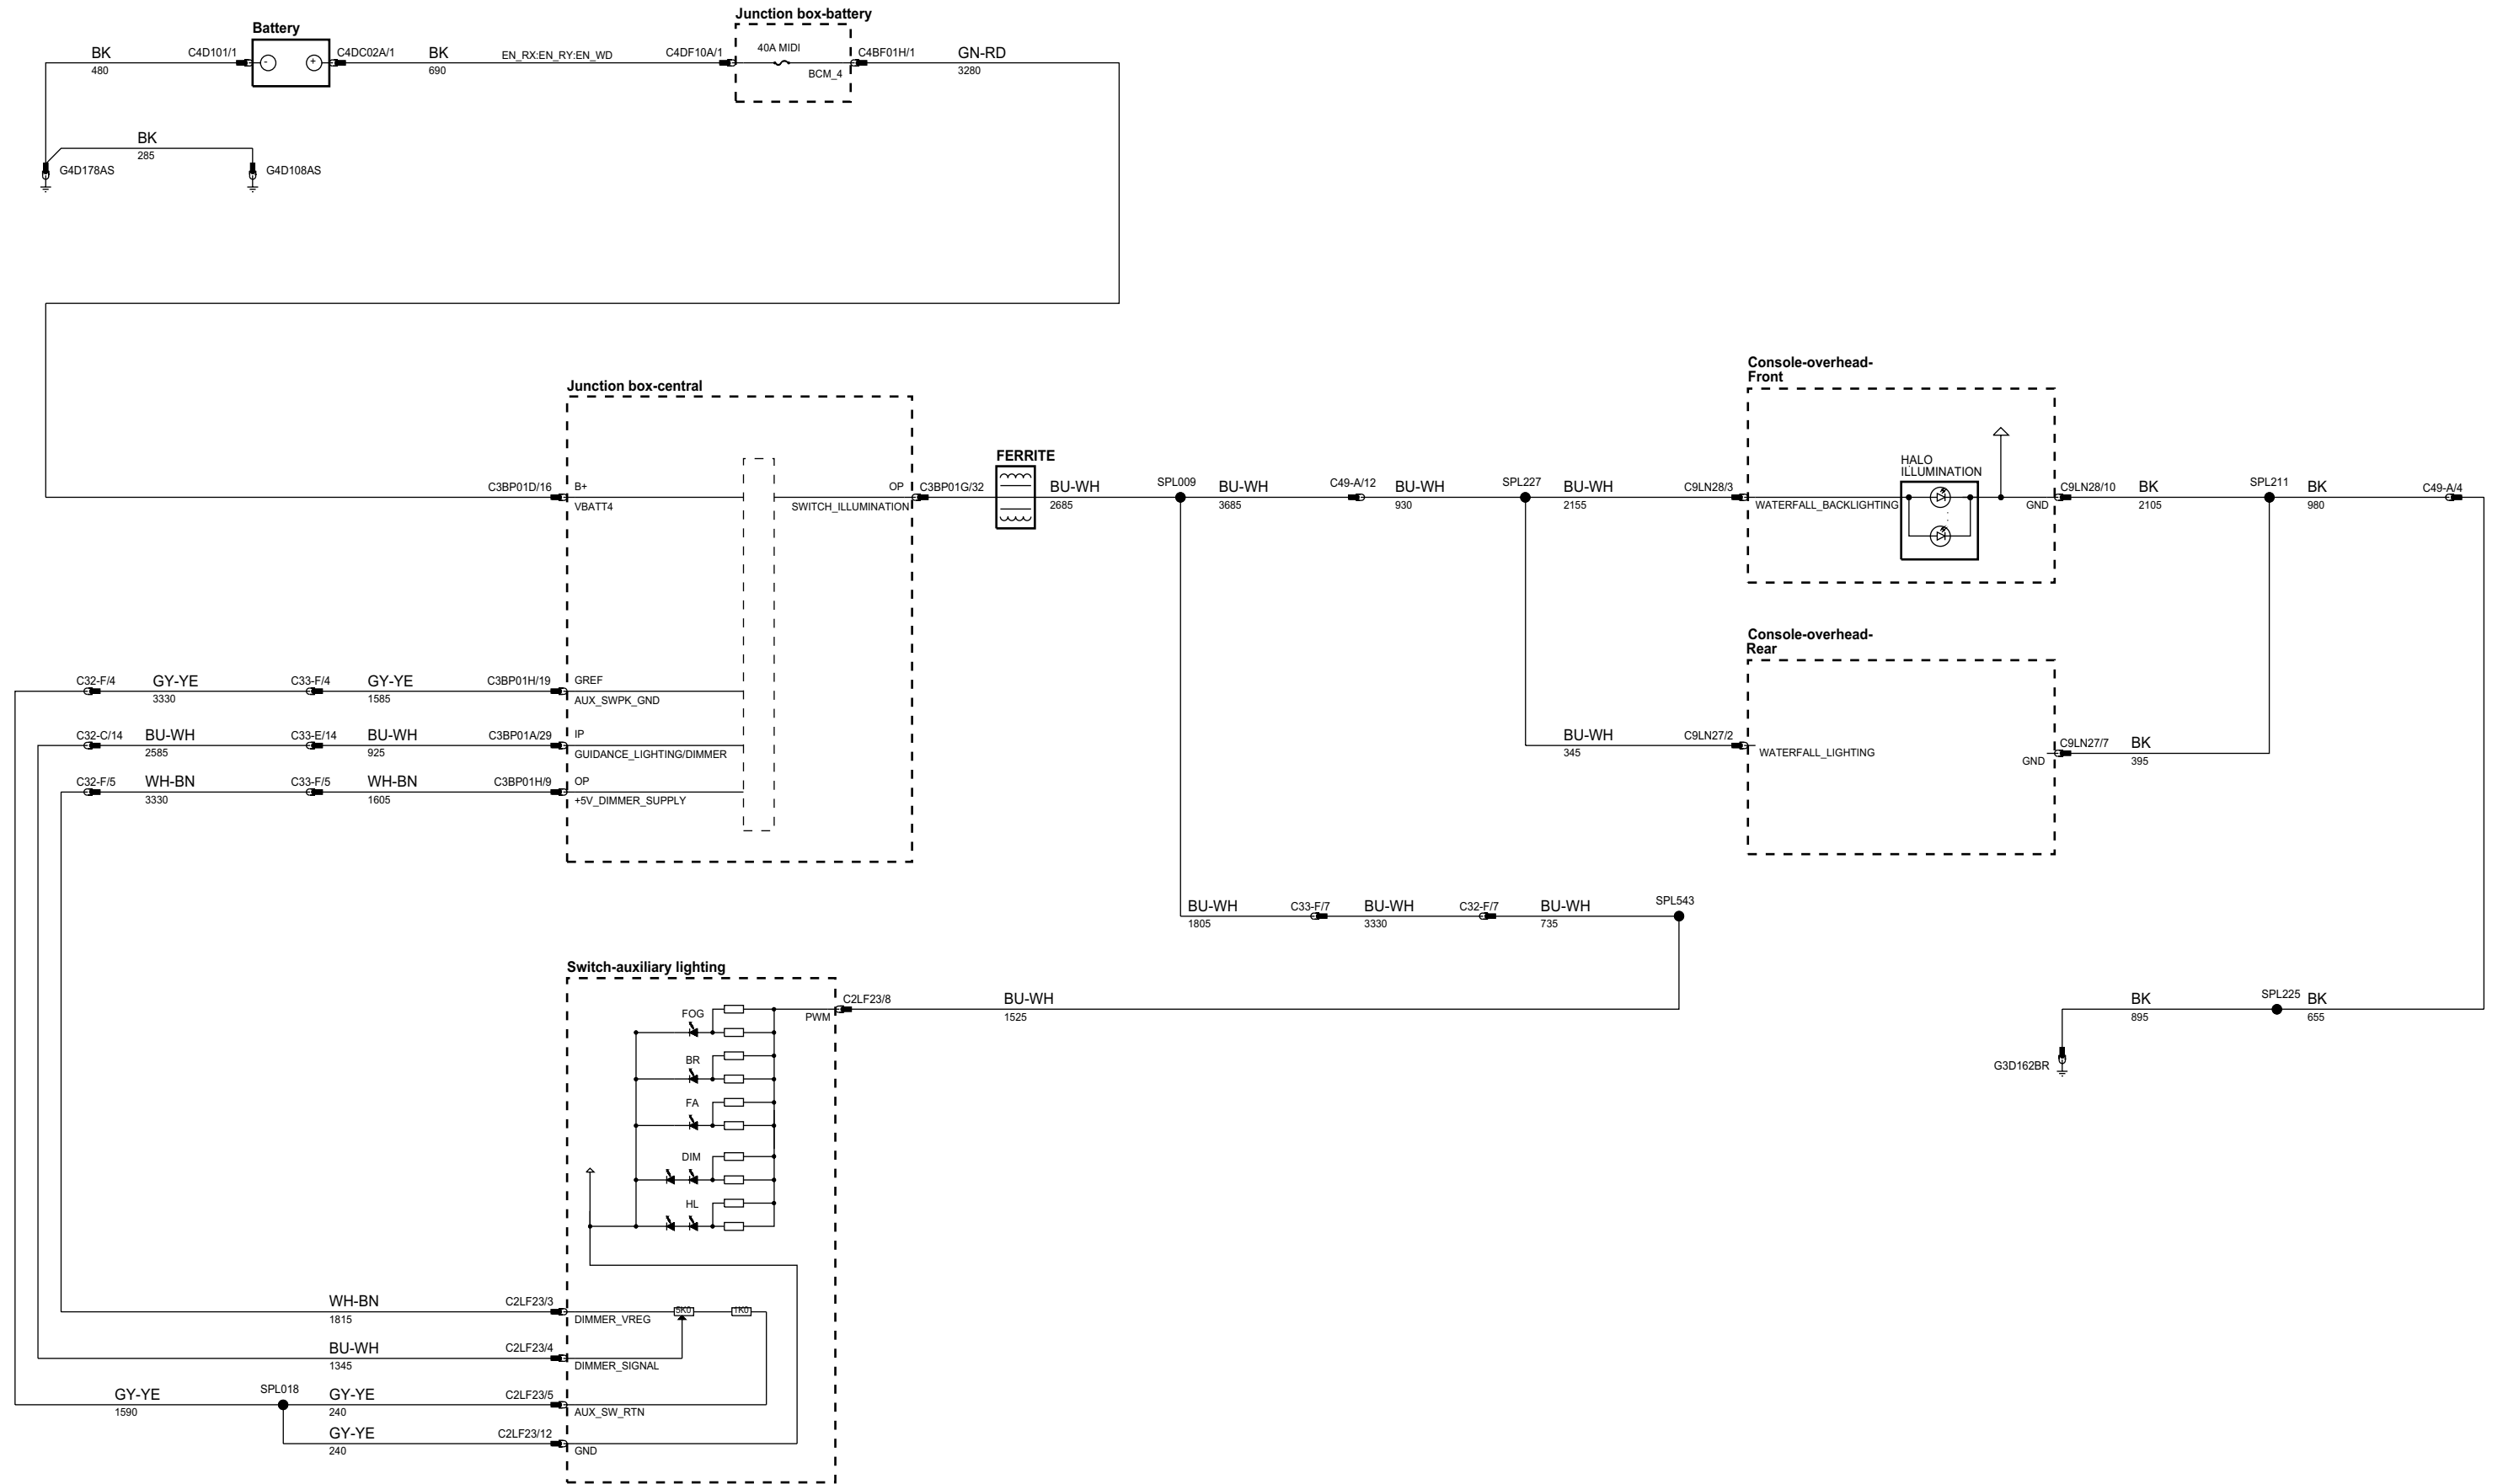 Junction box-battery
Battery
BK
480
C4D101/1
-
+
C4DC02A/1
BK
690
EN_RX:EN_RY:EN_WD
C4DF10A/1
40A MIDI
BCM_4
C4BF01H/1
GN-RD
3280
BK
285
G4D178AS
G4D108AS
Junction box-central
C3BP01D/16
B+
VBATT4
OP
SWITCH_ILLUMINATION
C3BP01G/32
FERRITE
BU-WH
2685
SPL009
BU-WH
3685
C49-A/12
BU-WH
930
SPL227
BU-WH
2155
C9LN28/3
Console-overhead-
Front
WATERFALL_BACKLIGHTING
HALO
ILLUMINATION
GND
C9LN28/10
BK
2105
SPL211
BK
980
C49-A/4
Console-overhead-
Rear
BU-WH
345
C9LN27/2
WATERFALL_LIGHTING
GND
C9LN27/7
BK
395
C32-F/4
GY-YE
3330
C33-F/4
GY-YE
1585
C3BP01H/19
GREF
AUX_SWPK_GND
C32-C/14
BU-WH
2585
C33-E/14
BU-WH
925
C3BP01A/29
IP
GUIDANCE_LIGHTING/DIMMER
C32-F/5
WH-BN
3330
C33-F/5
WH-BN
1605
C3BP01H/9
OP
+5V_DIMMER_SUPPLY
BU-WH
1805
C33-F/7
BU-WH
3330
C32-F/7
BU-WH
735
SPL543
Switch-auxiliary lighting
FOG
BR
FA
DIM
HL
PWM
C2LF23/8
BU-WH
1525
BK
895
SPL225
BK
655
G3D162BR
WH-BN
1815
C2LF23/3
DIMMER_VREG
5K0
1K0
BU-WH
1345
C2LF23/4
DIMMER_SIGNAL
GY-YE
1590
SPL018
GY-YE
240
C2LF23/5
AUX_SW_RTN
GY-YE
240
C2LF23/12
GND